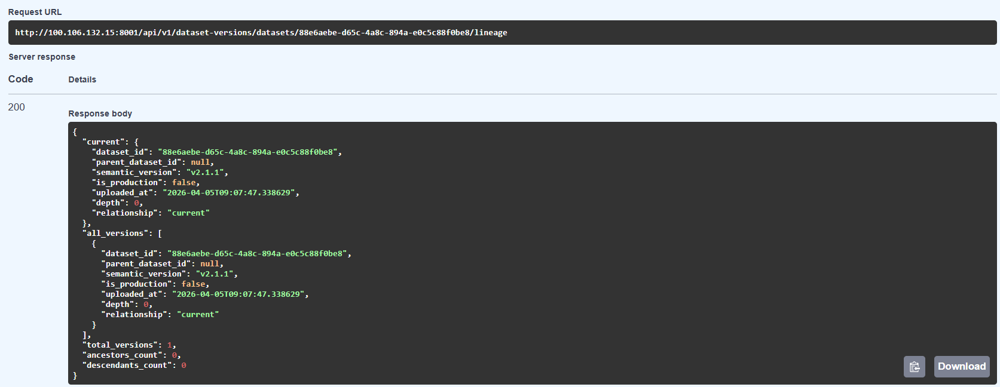 Request URL
http://100.106.132.15:8001/api/v1/dataset-versions/datasets/88e6aebe-d65c-4a8c-894a-e0c5c88f0be8/lineage
Server response
Code Details
200
Response body
{
  "current": {
    "dataset_id": "88e6aebe-d65c-4a8c-894a-e0c5c88f0be8",
    "parent_dataset_id": null,
    "semantic_version": "v2.1.1",
    "is_production": false,
    "uploaded_at": "2026-04-05T09:07:47.338629",
    "depth": 0,
    "relationship": "current"
  },
  "all_versions": [
    {
      "dataset_id": "88e6aebe-d65c-4a8c-894a-e0c5c88f0be8",
      "parent_dataset_id": null,
      "semantic_version": "v2.1.1",
      "is_production": false,
      "uploaded_at": "2026-04-05T09:07:47.338629",
      "depth": 0,
      "relationship": "current"
    }
  ],
  "total_versions": 1,
  "ancestors_count": 0,
  "descendants_count": 0
}
Download